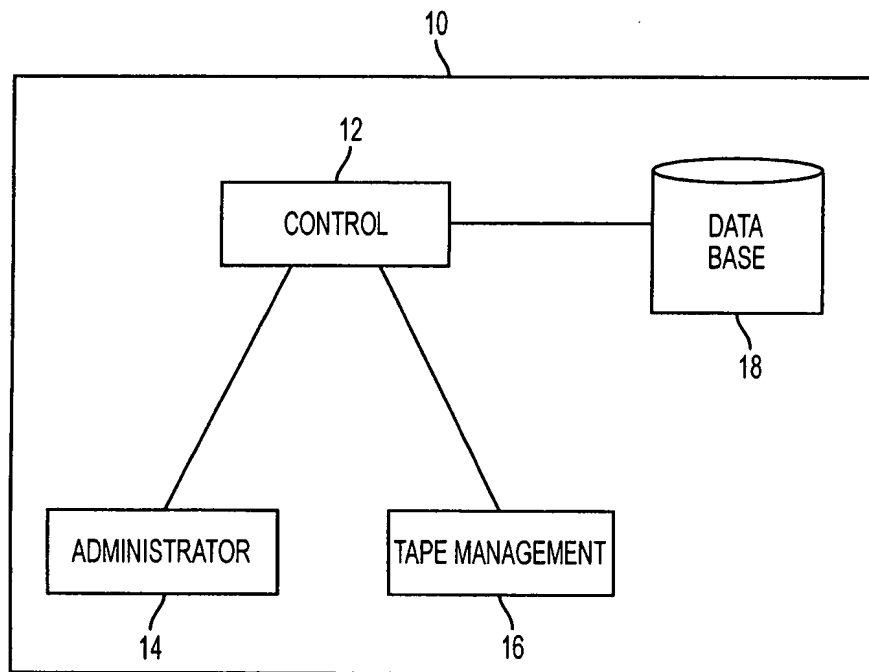 10
12
CONTROL
DATA
BASE
18
ADMINISTRATOR
TAPE MANAGEMENT
14
16